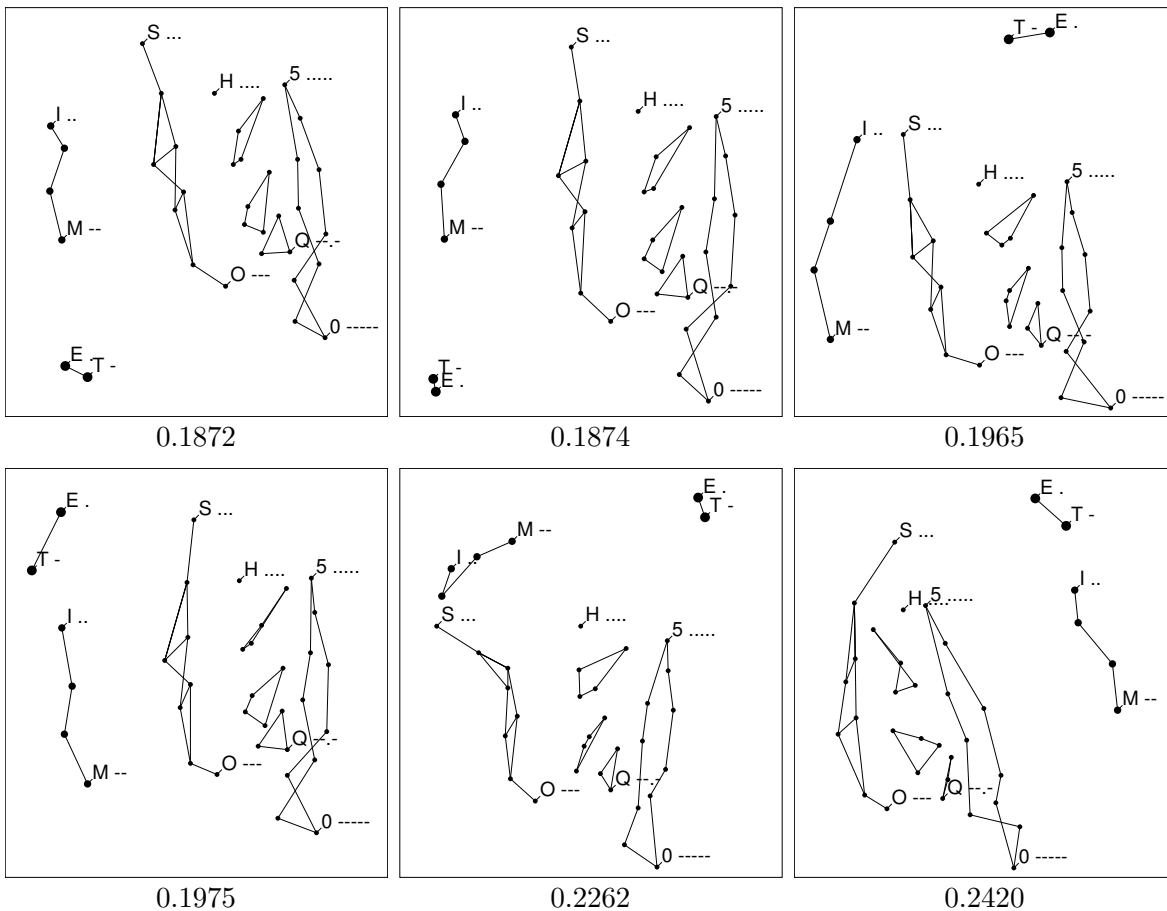 S ...
5 .....
H ....
I ..
M --
Q --.-
O ---
0 -----
E .
T -
0.1872
S ...
5 .....
H ....
I ..
M --
Q --.-
O ---
T -
E .
0 -----
0.1874
E .
T -
I ..
S ...
H ....
5 .....
M --
Q --.-
O ---
0 -----
0.1965
E .
S ...
T -
H ....
5 .....
I ..
Q --.-
O ---
M --
0 -----
0.1975
E .
T -
M --
I ..
S ...
H ....
5 .....
Q --.-
O ---
0 -----
0.2262
E .
T -
S ...
I ..
H ....
5 .....
M --
Q --.-
O ---
0 -----
0.2420